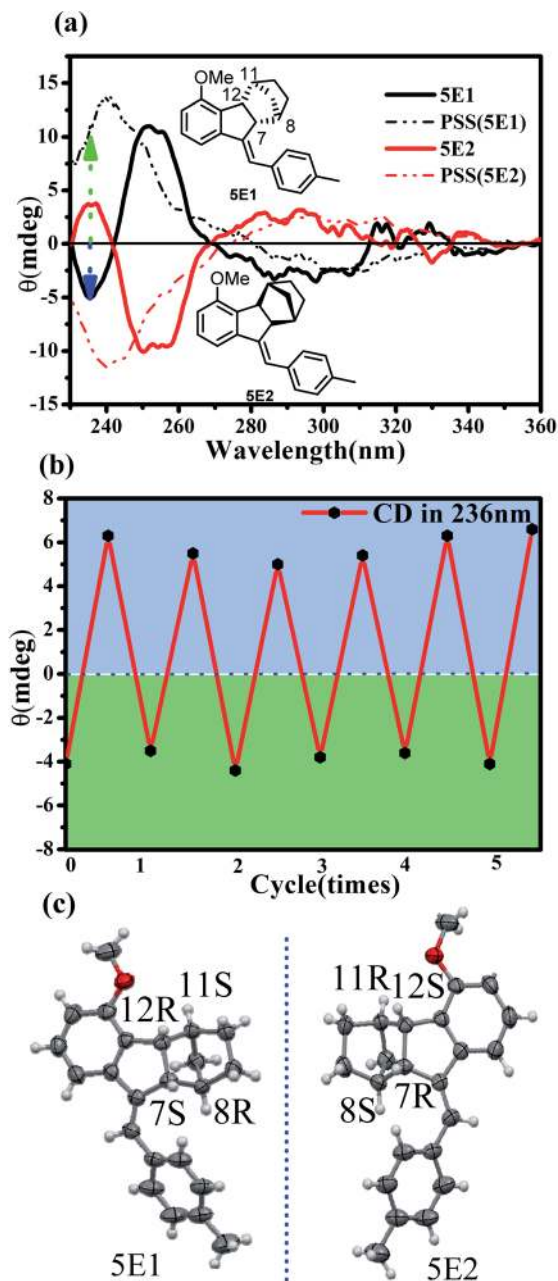 (a)
θ(mdeg)
15
10
5
0
-5
-10
-15
240 260 280 300 320 340 360
Wavelength(nm)
OMe
11
12
8
7
5E1
5E1
PSS(5E1)
5E2
PSS(5E2)
OMe
5E2
(b)
θ(mdeg)
8
6
4
2
0
-2
-4
-6
-8
CD in 236nm
0 1 2 3 4 5
Cycle(times)
(c)
12R 11S
7S 8R
5E1
11R 12S
8S 7R
5E2